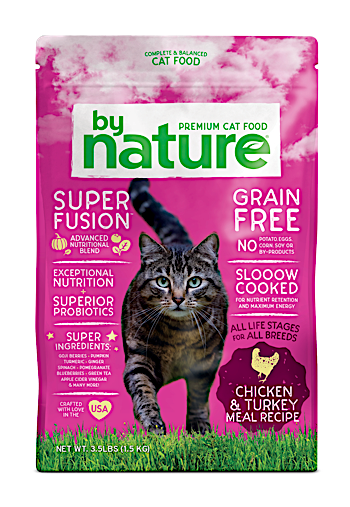 COMPLETE & BALANCED
CAT FOOD
by
PREMIUM CAT FOOD
nature
SUPER
FUSION™
ADVANCED
NUTRITIONAL
BLEND
EXCEPTIONAL
NUTRITION
+
SUPERIOR
PROBIOTICS
SUPER
INGREDIENTS:
GOJI BERRIES - PUMPKIN
TURMERIC - GINGER
SPINACH - POMEGRANATE
BLUEBERRIES - GREEN TEA
APPLE CIDER VINEGAR
& MANY MORE!
CRAFTED
WITH LOVE
IN THE
USA
GRAIN
FREE
NO POTATO, EGGS,
CORN, SOY OR
BY-PRODUCTS
SLOOOW
COOKED
FOR NUTRIENT RETENTION
AND MAXIMUM ENERGY
ALL LIFE STAGES
for ALL BREEDS
CHICKEN
& TURKEY
MEAL RECIPE
NET WT. 3.5LBS (1.5 KG)